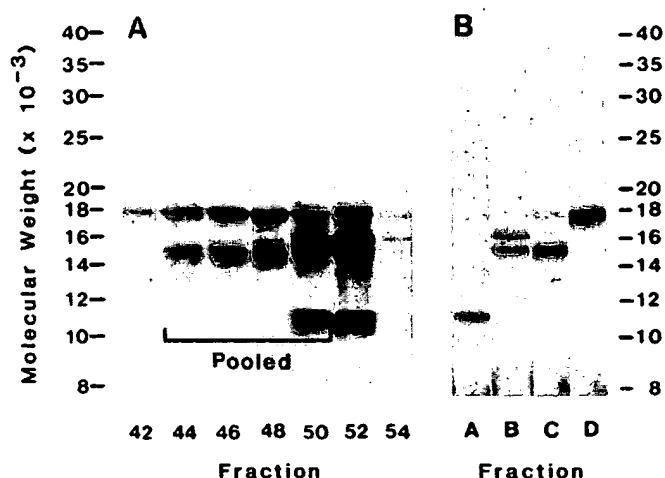 A
B
Molecular Weight (x 10⁻³)
40–
35–
30–
25–
20–
18–
16–
14–
12–
10–
8–
–40
–35
–30
–25
–20
–18
–16
–14
–12
–10
–8
Pooled
42 44 46 48 50 52 54
A B C D
Fraction
Fraction